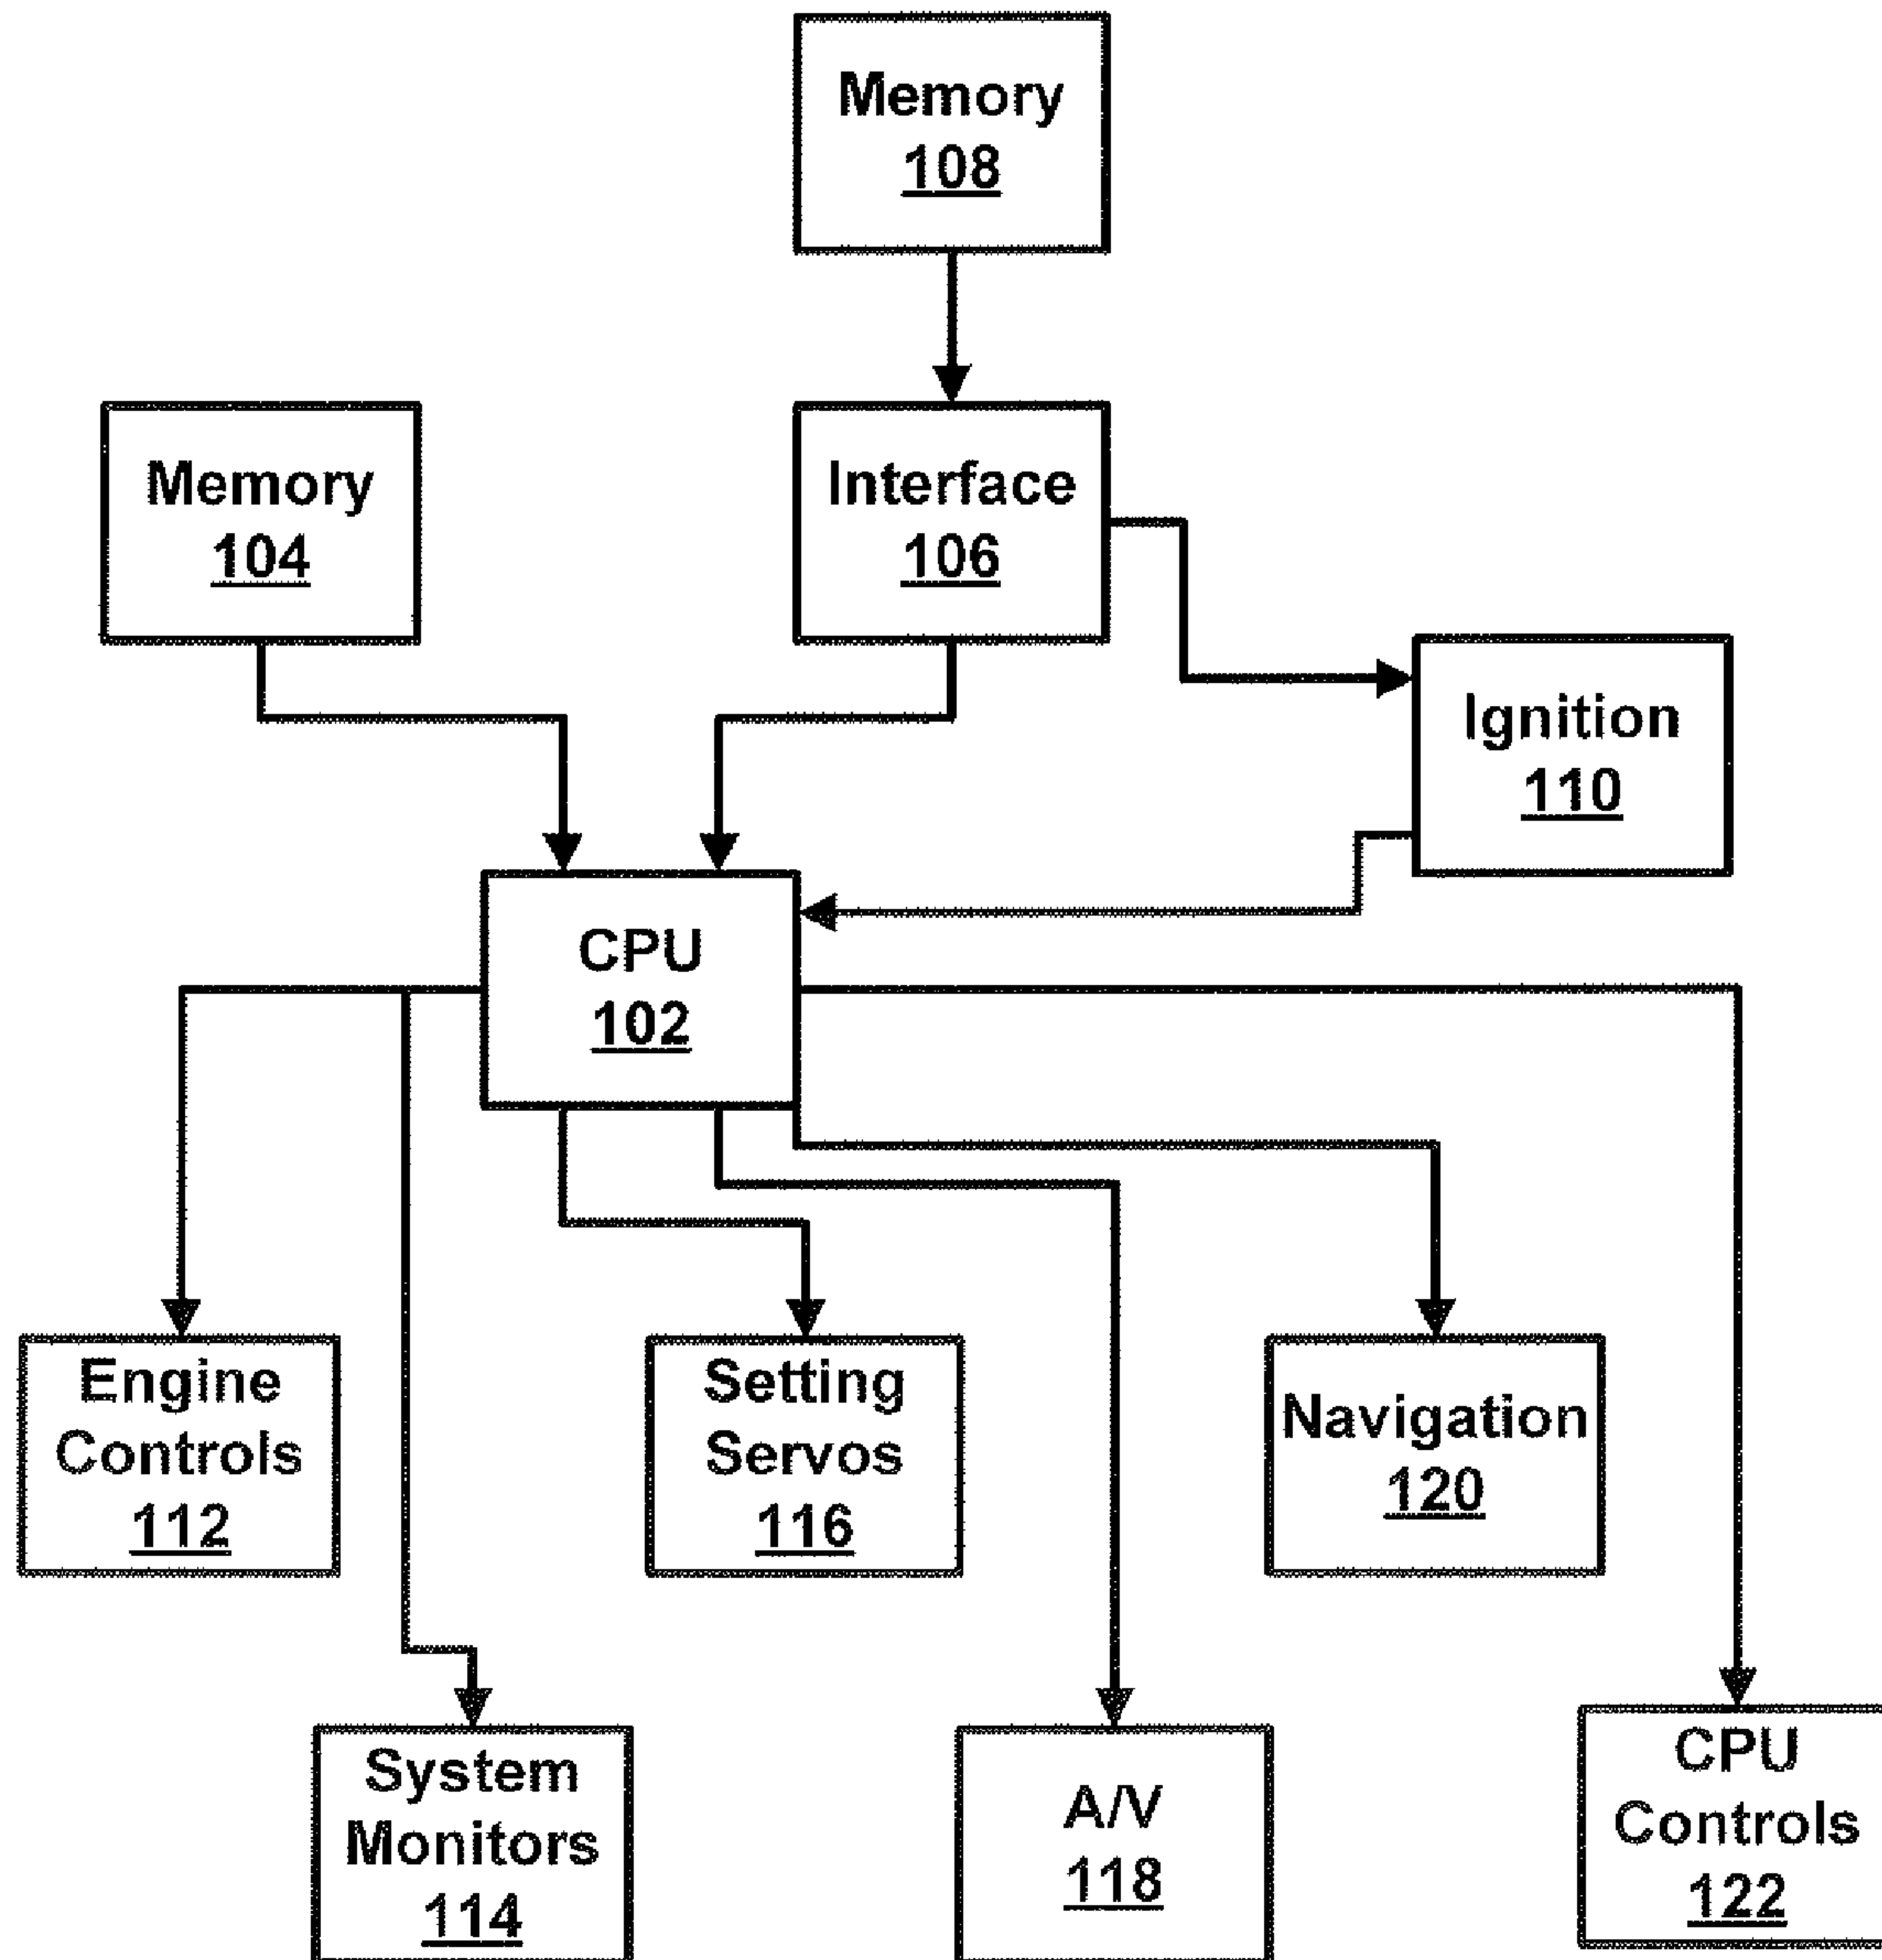 Memory
108
Memory
104
Interface
106
Ignition
110
CPU
102
Engine
Controls
112
Setting
Servos
116
Navigation
120
System
Monitors
114
A/V
118
CPU
Controls
122